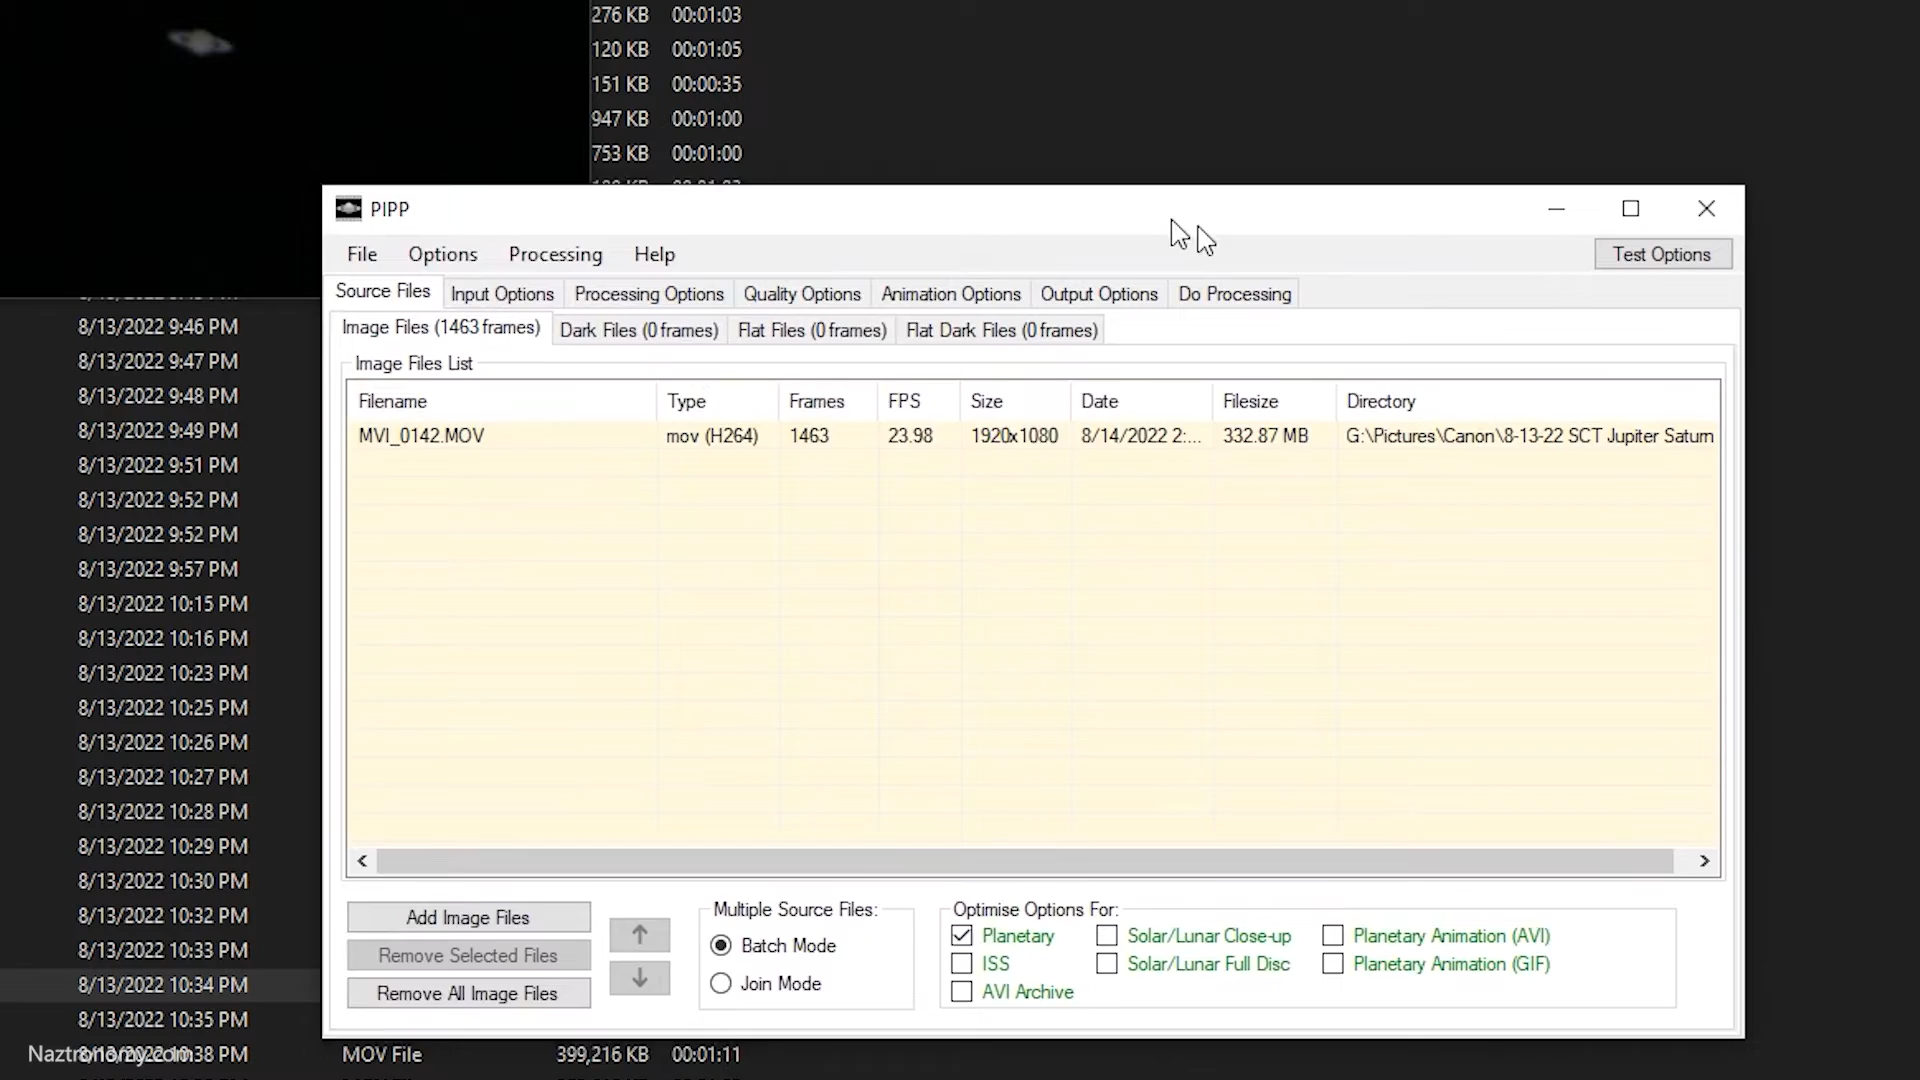 276 KB 00:01:03
120 KB 00:01:05
151 KB 00:00:35
947 KB 00:01:00
753 KB 00:01:00
PIPP
File Options Processing Help Test Options
Source Files Input Options Processing Options Quality Options Animation Options Output Options Do Processing
Image Files (1463 frames) Dark Files (0 frames) Flat Files (0 frames) Flat Dark Files (0 frames)
Image Files List
Filename Type Frames FPS Size Date Filesize Directory
MVI_0142.MOV mov (H264) 1463 23.98 1920x1080 8/14/2022 2:... 332.87 MB G:\Pictures\Canon\8-13-22 SCT Jupiter Saturn
Add Image Files
Remove Selected Files
Remove All Image Files
Multiple Source Files:
Batch Mode
Join Mode
Optimise Options For:
Planetary Solar/Lunar Close-up Planetary Animation (AVI)
ISS Solar/Lunar Full Disc Planetary Animation (GIF)
AVI Archive
8/13/2022 9:46 PM
8/13/2022 9:47 PM
8/13/2022 9:48 PM
8/13/2022 9:49 PM
8/13/2022 9:51 PM
8/13/2022 9:52 PM
8/13/2022 9:52 PM
8/13/2022 9:57 PM
8/13/2022 10:15 PM
8/13/2022 10:16 PM
8/13/2022 10:23 PM
8/13/2022 10:25 PM
8/13/2022 10:26 PM
8/13/2022 10:27 PM
8/13/2022 10:28 PM
8/13/2022 10:29 PM
8/13/2022 10:30 PM
8/13/2022 10:32 PM
8/13/2022 10:33 PM
8/13/2022 10:34 PM
8/13/2022 10:35 PM
8/13/2022 10:38 PM MOV File 399,216 KB 00:01:11
Naztronomy.com